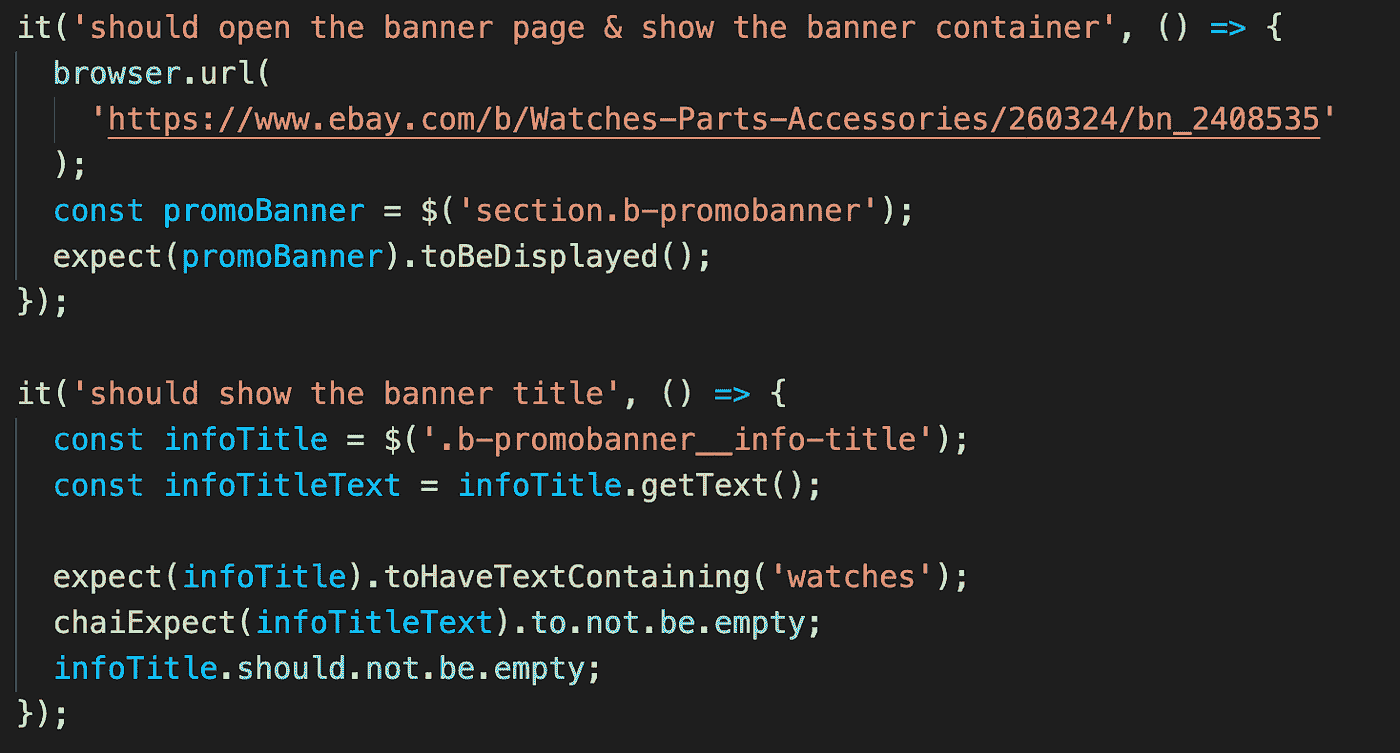 it('should open the banner page & show the banner container', () => {
  browser.url(
    'https://www.ebay.com/b/Watches-Parts-Accessories/260324/bn_2408535'
  );
  const promoBanner = $('section.b-promobanner');
  expect(promoBanner).toBeDisplayed();
});

it('should show the banner title', () => {
  const infoTitle = $('.b-promobanner__info-title');
  const infoTitleText = infoTitle.getText();

  expect(infoTitle).toHaveTextContaining('watches');
  chaiExpect(infoTitleText).to.not.be.empty;
  infoTitle.should.not.be.empty;
});